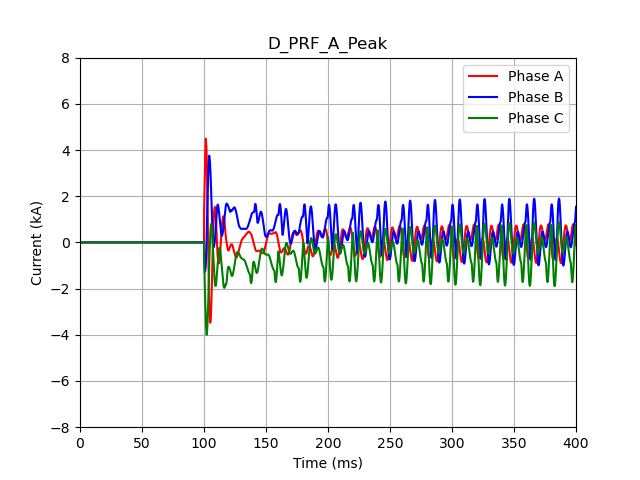 D_PRF_A_Peak
8
6
4
2
0
−2
−4
−6
−8
Current (kA)
Phase A
Phase B
Phase C
0 50 100 150 200 250 300 350 400
Time (ms)